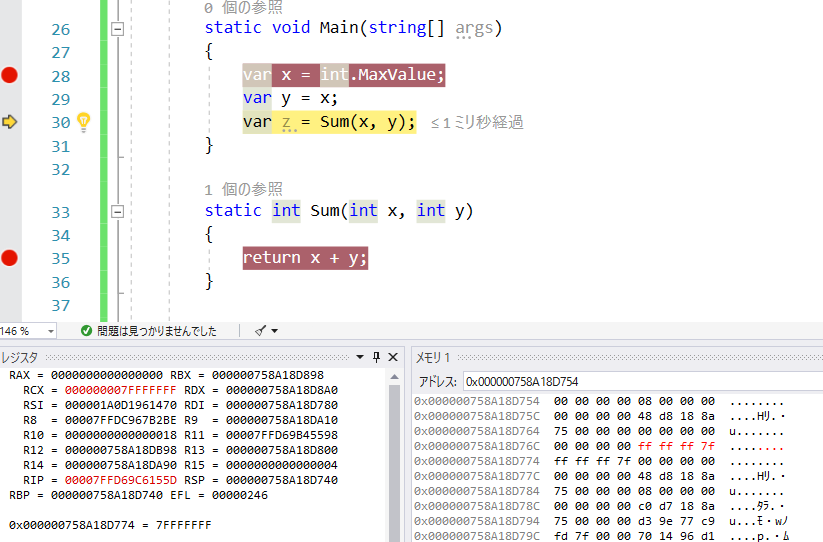 0 個の参照
26 static void Main(string[] args)
27 {
28 var x = int.MaxValue;
29 var y = x;
30 var z = Sum(x, y); ≤ 1 ミリ秒経過
31 }
32
1 個の参照
33 static int Sum(int x, int y)
34 {
35 return x + y;
36 }
37
146 % 問題は見つかりませんでした
レジスタ
RAX = 0000000000000000 RBX = 000000758A18D898
RCX = 000000007FFFFFFF RDX = 000000758A18D8A0
RSI = 000001A0D1961470 RDI = 000000758A18D780
R8 = 00007FFDC967B2BE R9 = 000000758A18DA10
R10 = 0000000000000018 R11 = 00007FFD69B45598
R12 = 000000758A18DB98 R13 = 000000758A18D800
R14 = 000000758A18DA90 R15 = 0000000000000004
RIP = 00007FFD69C6155D RSP = 000000758A18D740
RBP = 000000758A18D740 EFL = 00000246
0x000000758A18D774 = 7FFFFFFF
メモリ 1
アドレス: 0x000000758A18D754
0x000000758A18D754 00 00 00 00 08 00 00 00 ........
0x000000758A18D75C 00 00 00 00 48 d8 18 8a ....Hﾘ.・
0x000000758A18D764 75 00 00 00 00 00 00 00 u.......
0x000000758A18D76C 00 00 00 00 ff ff ff 7f ........
0x000000758A18D774 ff ff ff 7f 00 00 00 00 ........
0x000000758A18D77C 00 00 00 00 48 d8 18 8a ....Hﾘ.・
0x000000758A18D784 75 00 00 00 08 00 00 00 u.......
0x000000758A18D78C 00 00 00 00 c0 d7 18 8a ....ﾀﾗ.・
0x000000758A18D794 75 00 00 00 d3 9e 77 c9 u...ﾓ・wﾉ
0x000000758A18D79C fd 7f 00 00 70 14 96 d1 ....p.・ﾑ